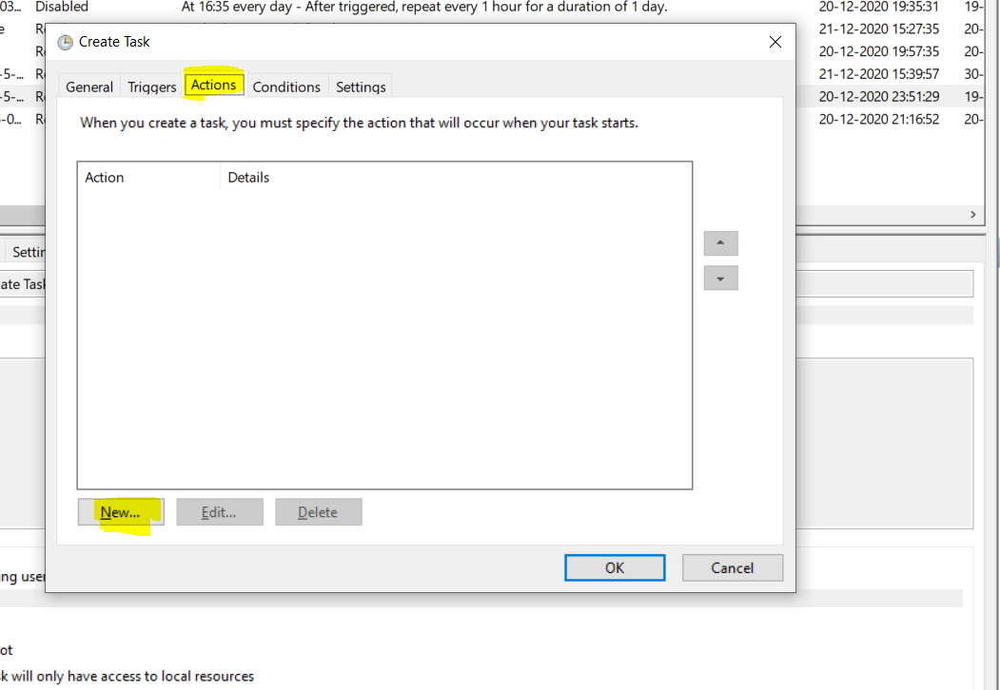 03... Disabled At 16:35 every day - After triggered, repeat every 1 hour for a duration of 1 day. 20-12-2020 19:35:31 19-
e 21-12-2020 15:27:35 20-
20-12-2020 19:57:35 20-
-5-... 21-12-2020 15:39:57 30-
-5-... 20-12-2020 23:51:29 19-
-0... 20-12-2020 21:16:52 20-
Create Task
General Triggers Actions Conditions Settings
When you create a task, you must specify the action that will occur when your task starts.
Action Details
New... Edit... Delete
OK Cancel
Settin
ate Task
ing user
ot
k will only have access to local resources